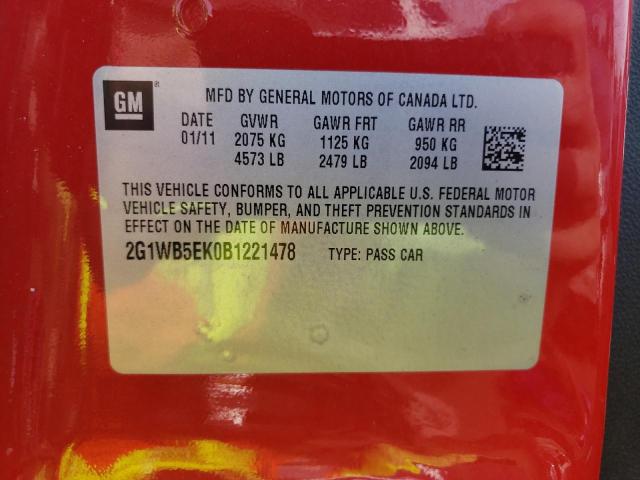 GM ®
MFD BY GENERAL MOTORS OF CANADA LTD.
DATE GVWR GAWR FRT GAWR RR
01/11 2075 KG 1125 KG 950 KG
4573 LB 2479 LB 2094 LB
THIS VEHICLE CONFORMS TO ALL APPLICABLE U.S. FEDERAL MOTOR
VEHICLE SAFETY, BUMPER, AND THEFT PREVENTION STANDARDS IN
EFFECT ON THE DATE OF MANUFACTURE SHOWN ABOVE.
2G1WB5EK0B1221478 TYPE: PASS CAR